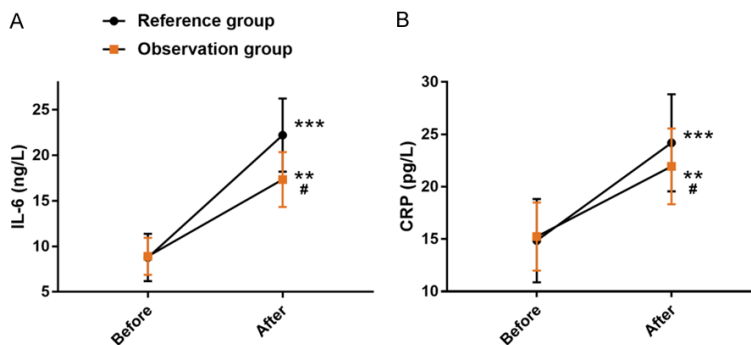 A
Reference group
Observation group
IL-6 (ng/L)
25
20
15
10
5
***
**
#
Before
After
B
CRP (pg/L)
30
25
20
15
10
***
**
#
Before
After